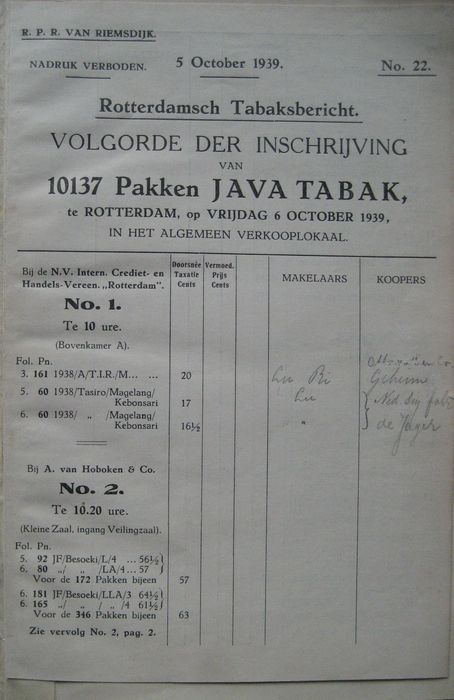 R. P. R. VAN RIEMSDIJK.
NADRUK VERBODEN. 5 October 1939. No. 22.
Rotterdamsch Tabaksbericht.
VOLGORDE DER INSCHRIJVING
VAN
10137 Pakken JAVA TABAK,
te ROTTERDAM, op VRIJDAG 6 OCTOBER 1939,
IN HET ALGEMEEN VERKOOPLOKAAL.
Doorsnée Taxatie Cents
Vermoed. Prijs Cents
MAKELAARS
KOOPERS
Bij de N.V. Intern. Crediet- en
Handels-Vereen. „Rotterdam".
No. 1.
Te 10 ure.
(Bovenkamer A).
Fol. Pn.
3. 161 1938/A/T.I.R./M... ... 20 Geheime
5. 60 1938/Tasiro/Magelang/
Kebonsari 17 Ned
6. 60 1938/ „ /Magelang/
Kebonsari 16½ „ de Jager
Bij A. van Hoboken & Co.
No. 2.
Te 10.20 ure.
(Kleine Zaal, ingang Veilingzaal).
Fol. Pn.
5. 92 JF/Besoeki/L/4 ... 56½
6. 80 „/ „ /LA/4... 57
Voor de 172 Pakken bijeen 57
6. 181 JF/Besoeki/LLA/3 64½
6. 165 „/ „ / „ /4 61½
Voor de 346 Pakken bijeen 63
Zie vervolg No. 2, pag. 2.